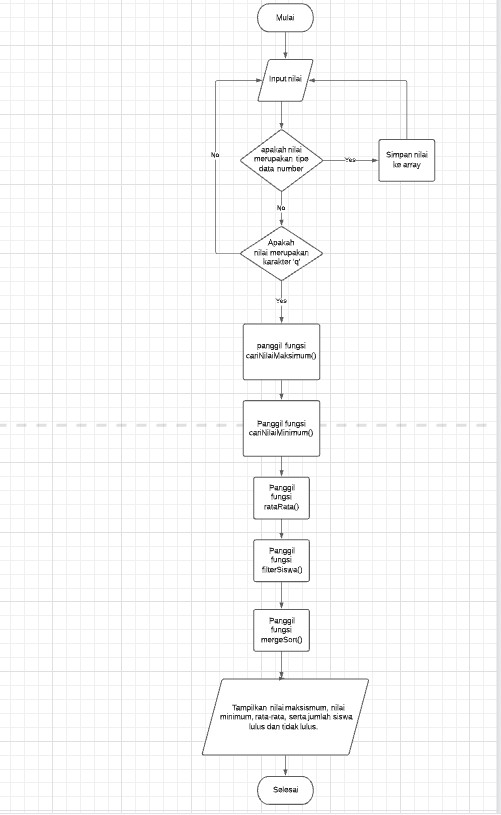 Mulai
Input nilai
apakah nilai
merupakan tipe
data number
Yes
Simpan nilai
ke array
No
No
Apakah
nilai merupakan
karakter 'q'
Yes
panggil fungsi
cariNilaiMaksimum()
Panggil fungsi
cariNilaiMinimum()
Panggil
fungsi
rataRata()
Panggil
fungsi
filterSiswa()
Panggil
fungsi
mergeSort()
Tampilkan nilai maksismum, nilai
minimum, rata-rata, serta jumlah siswa
lulus dan tidak lulus.
Selesai